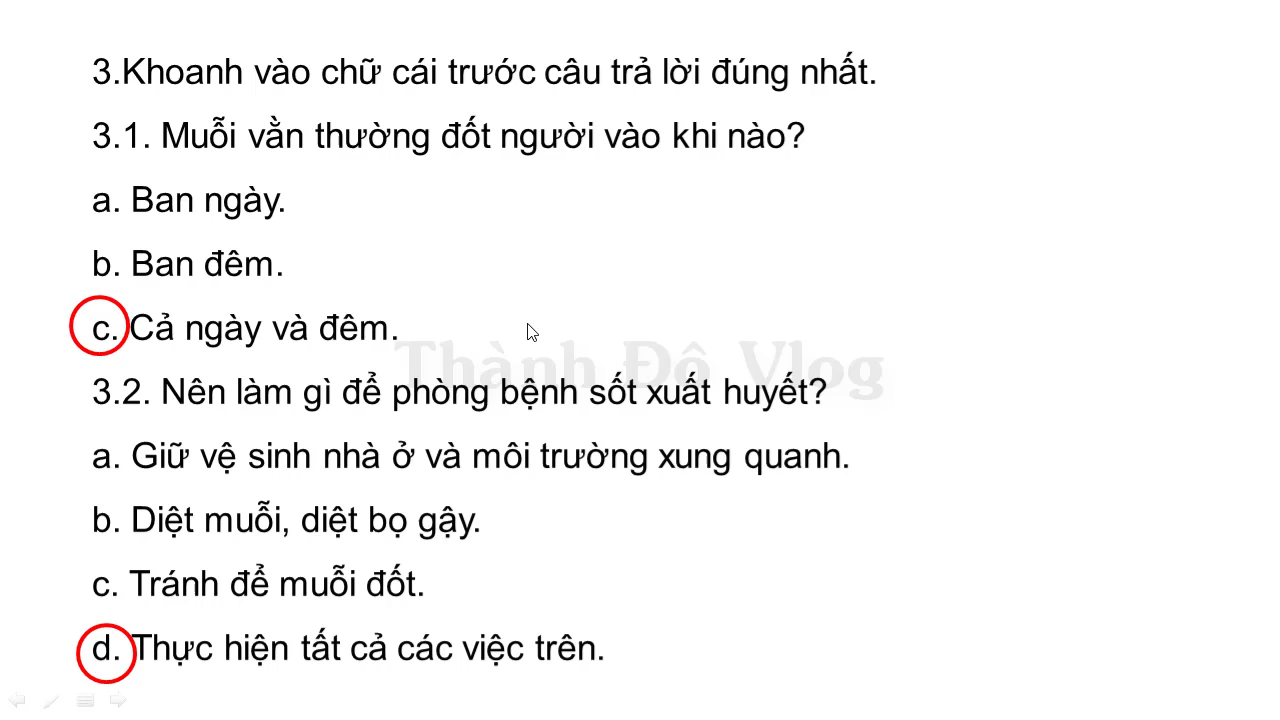 3.Khoanh vào chữ cái trước câu trả lời đúng nhất.
3.1. Muỗi vằn thường đốt người vào khi nào?
a. Ban ngày.
b. Ban đêm.
c. Cả ngày và đêm.
Thành Đô Vlog
3.2. Nên làm gì để phòng bệnh sốt xuất huyết?
a. Giữ vệ sinh nhà ở và môi trường xung quanh.
b. Diệt muỗi, diệt bọ gậy.
c. Tránh để muỗi đốt.
d. Thực hiện tất cả các việc trên.